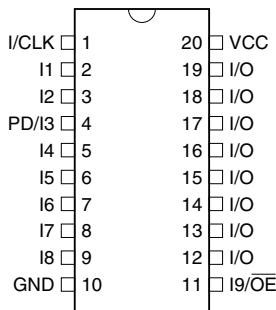 I/CLK 1 20 VCC
I1 2 19 I/O
I2 3 18 I/O
PD/I3 4 17 I/O
I4 5 16 I/O
I5 6 15 I/O
I6 7 14 I/O
I7 8 13 I/O
I8 9 12 I/O
GND 10 11 I9/O̅E̅